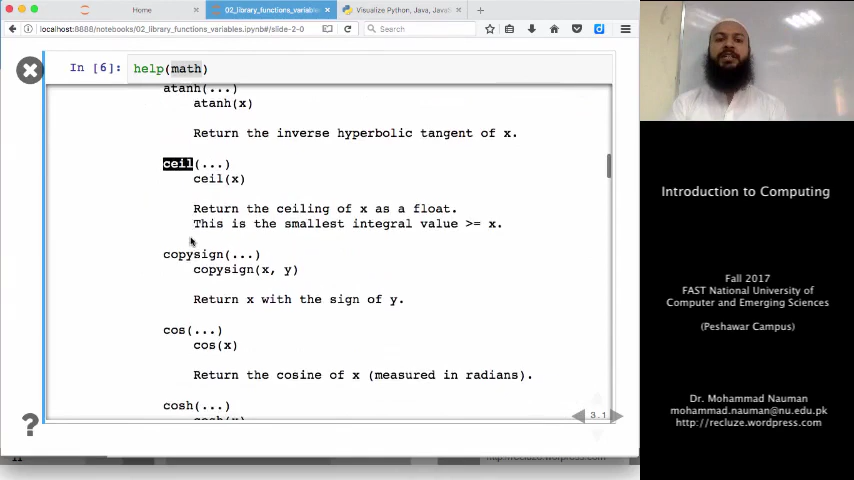 Home
02_library_functions_variables
Visualize Python, Java, JavaS
localhost:8888/notebooks/02_library_functions_variables.ipynb#/slide-2-0
Search
In [6]: help(math)
atanh(...)
atanh(x)
Return the inverse hyperbolic tangent of x.
ceil(...)
ceil(x)
Return the ceiling of x as a float.
This is the smallest integral value >= x.
copysign(...)
copysign(x, y)
Return x with the sign of y.
cos(...)
cos(x)
Return the cosine of x (measured in radians).
cosh(...)
cosh(x)
3.1
?
Introduction to Computing
Fall 2017
FAST National University of
Computer and Emerging Sciences
(Peshawar Campus)
Dr. Mohammad Nauman
mohammad.nauman@nu.edu.pk
http://recluze.wordpress.com